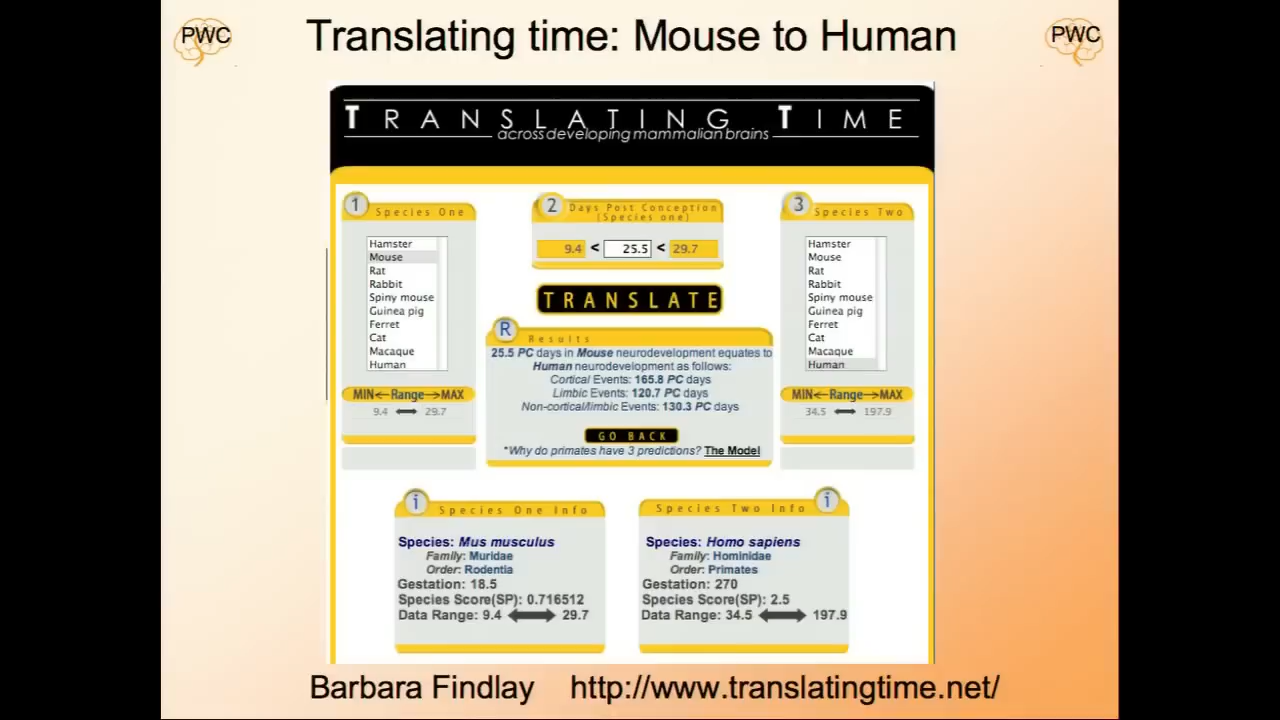 PWC
Translating time: Mouse to Human
PWC
TRANSLATING TIME
across developing mammalian brains
1 Species One
Hamster
Mouse
Rat
Rabbit
Spiny mouse
Guinea pig
Ferret
Cat
Macaque
Human
MIN<-Range->MAX
9.4 29.7
2 Days Post Conception
(Species one)
9.4 < 25.5 < 29.7
TRANSLATE
R Results
25.5 PC days in Mouse neurodevelopment equates to
Human neurodevelopment as follows:
Cortical Events: 165.8 PC days
Limbic Events: 120.7 PC days
Non-cortical/limbic Events: 130.3 PC days
GO BACK
*Why do primates have 3 predictions? The Model
3 Species Two
Hamster
Mouse
Rat
Rabbit
Spiny mouse
Guinea pig
Ferret
Cat
Macaque
Human
MIN<-Range->MAX
34.5 197.9
i Species One Info
Species: Mus musculus
Family: Muridae
Order: Rodentia
Gestation: 18.5
Species Score(SP): 0.716512
Data Range: 9.4 29.7
Species Two Info i
Species: Homo sapiens
Family: Hominidae
Order: Primates
Gestation: 270
Species Score(SP): 2.5
Data Range: 34.5 197.9
Barbara Findlay http://www.translatingtime.net/